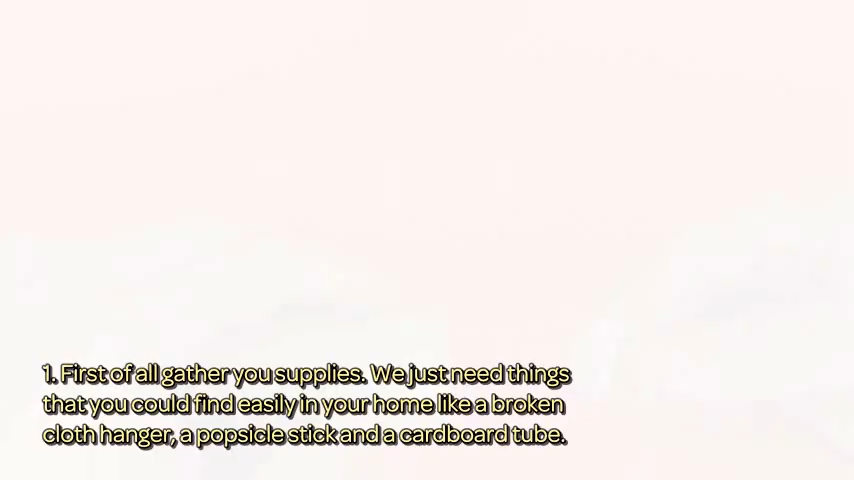 1. First of all gather you supplies. We just need things
that you could find easily in your home like a broken
cloth hanger, a popsicle stick and a cardboard tube.